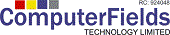 RC: 924048
ComputerFields
TECHNOLOGY LIMITED